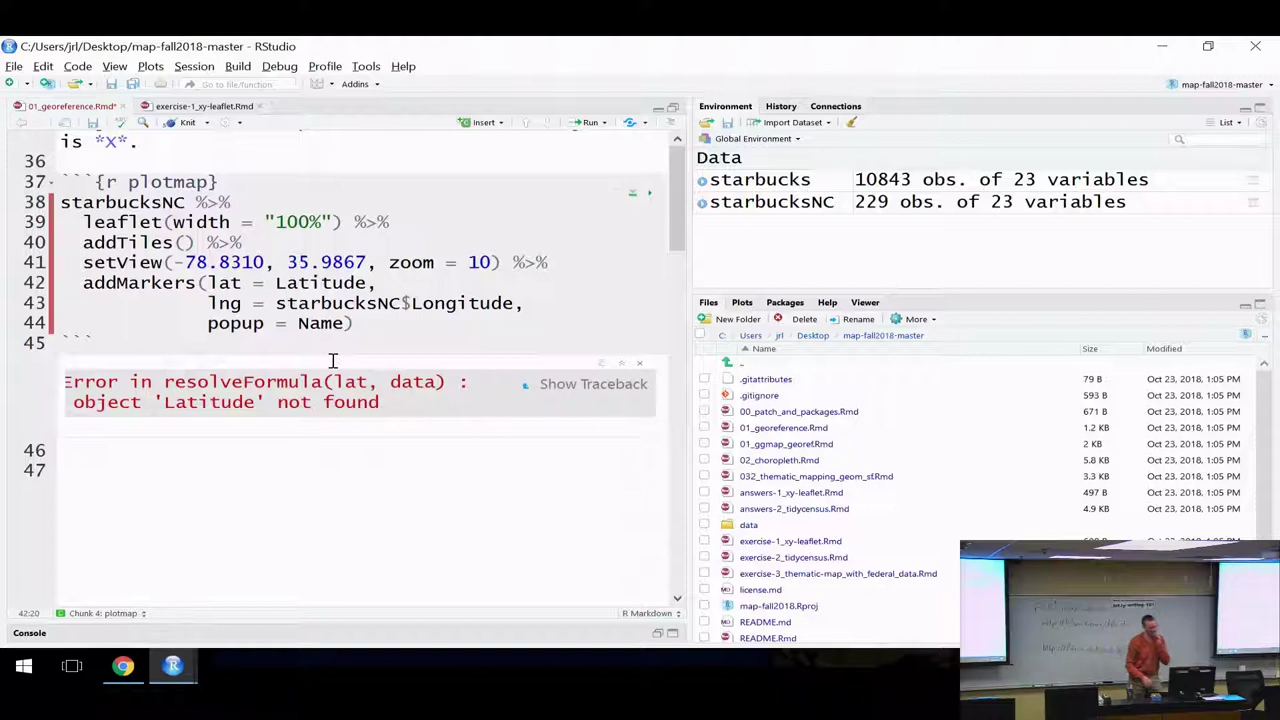 C:/Users/jrl/Desktop/map-fall2018-master - RStudio
File Edit Code View Plots Session Build Debug Profile Tools Help
Go to file/function
Addins
map-fall2018-master
01_georeference.Rmd*
exercise-1_xy-leaflet.Rmd
Knit
Insert
Run
is *X*.
36
37 ```{r plotmap}
38 starbucksNC %>%
39 leaflet(width = "100%") %>%
40 addTiles() %>%
41 setView(-78.8310, 35.9867, zoom = 10) %>%
42 addMarkers(lat = Latitude,
43 lng = starbucksNC$Longitude,
44 popup = Name)
45 ```
Error in resolveFormula(lat, data) :
object 'Latitude' not found
Show Traceback
46
47
42:20
Chunk 4: plotmap
R Markdown
Console
Environment History Connections
Import Dataset
List
Global Environment
Data
starbucks 10843 obs. of 23 variables
starbucksNC 229 obs. of 23 variables
Files Plots Packages Help Viewer
New Folder Delete Rename More
C: Users jrl Desktop map-fall2018-master
Name Size Modified
..
.gitattributes 79 B Oct 23, 2018, 1:05 PM
.gitignore 593 B Oct 23, 2018, 1:05 PM
00_patch_and_packages.Rmd 671 B Oct 23, 2018, 1:05 PM
01_georeference.Rmd 1.2 KB Oct 23, 2018, 1:05 PM
01_ggmap_georef.Rmd 2 KB Oct 23, 2018, 1:05 PM
02_choropleth.Rmd 5.8 KB Oct 23, 2018, 1:05 PM
032_thematic_mapping_geom_sf.Rmd 3.3 KB Oct 23, 2018, 1:05 PM
answers-1_xy-leaflet.Rmd 497 B Oct 23, 2018, 1:05 PM
answers-2_tidycensus.Rmd 4.9 KB Oct 23, 2018, 1:05 PM
data
exercise-1_xy-leaflet.Rmd
exercise-2_tidycensus.Rmd
exercise-3_thematic-map_with_federal_data.Rmd
license.md
map-fall2018.Rproj
README.md
README.Rmd